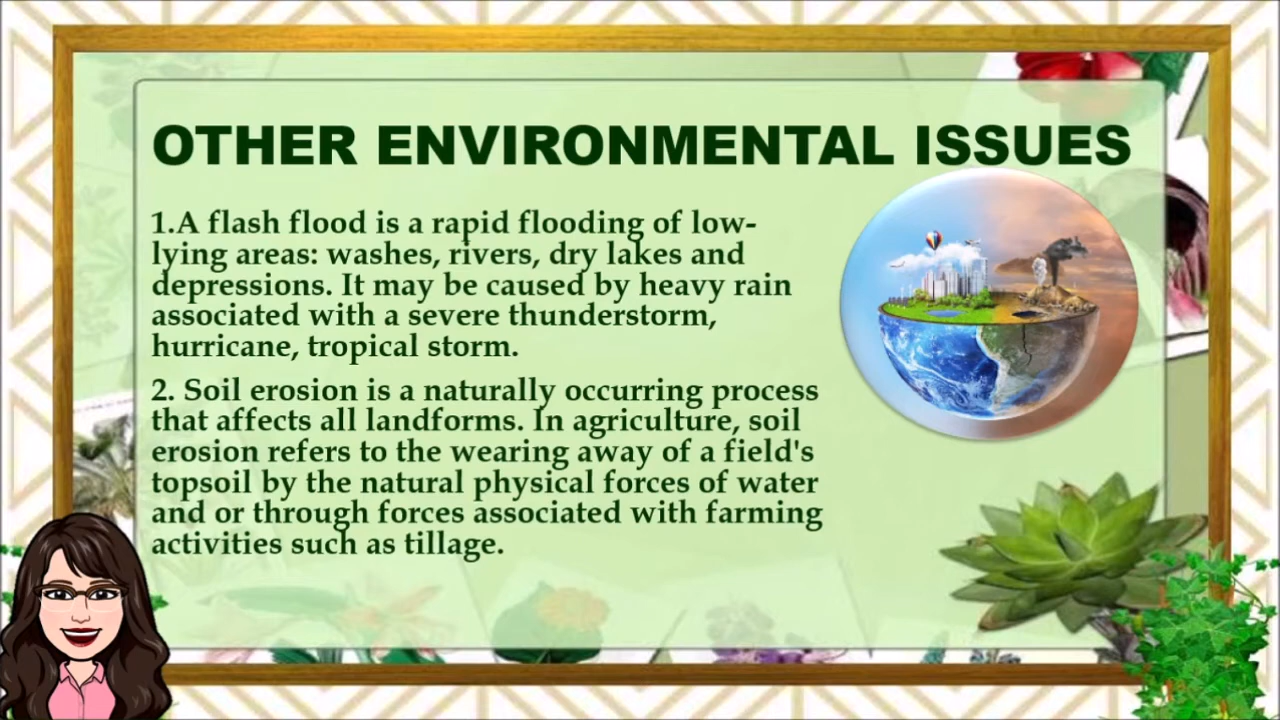 OTHER ENVIRONMENTAL ISSUES
1.A flash flood is a rapid flooding of low-
lying areas: washes, rivers, dry lakes and
depressions. It may be caused by heavy rain
associated with a severe thunderstorm,
hurricane, tropical storm.
2. Soil erosion is a naturally occurring process
that affects all landforms. In agriculture, soil
erosion refers to the wearing away of a field's
topsoil by the natural physical forces of water
and or through forces associated with farming
activities such as tillage.